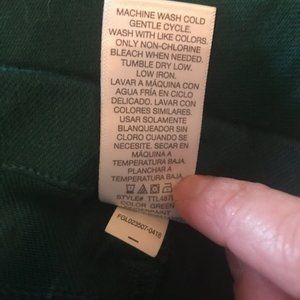 MACHINE WASH COLD
GENTLE CYCLE.
WASH WITH LIKE COLORS.
ONLY NON-CHLORINE
BLEACH WHEN NEEDED.
TUMBLE DRY LOW.
LOW IRON.
LAVAR A MÁQUINA CON
AGUA FRÍA EN CICLO
DELICADO. LAVAR CON
COLORES SIMILARES.
USAR SOLAMENTE
BLANQUEADOR SIN
CLORO CUANDO SE
NECESITE. SECAR EN
MÁQUINA A
TEMPERATURA BAJA.
PLANCHAR A
TEMPERATURA BAJA.
STYLE#
COLOR GREEN
FGL023507-0418